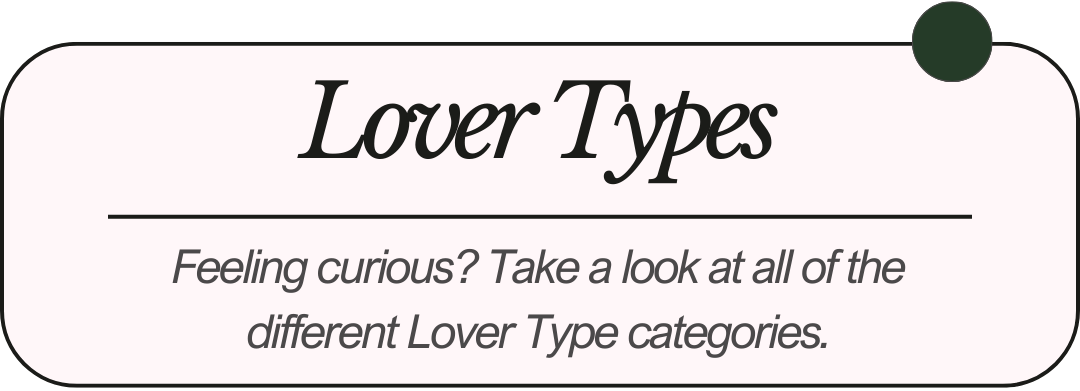 Lover Types
Feeling curious? Take a look at all of the
different Lover Type categories.